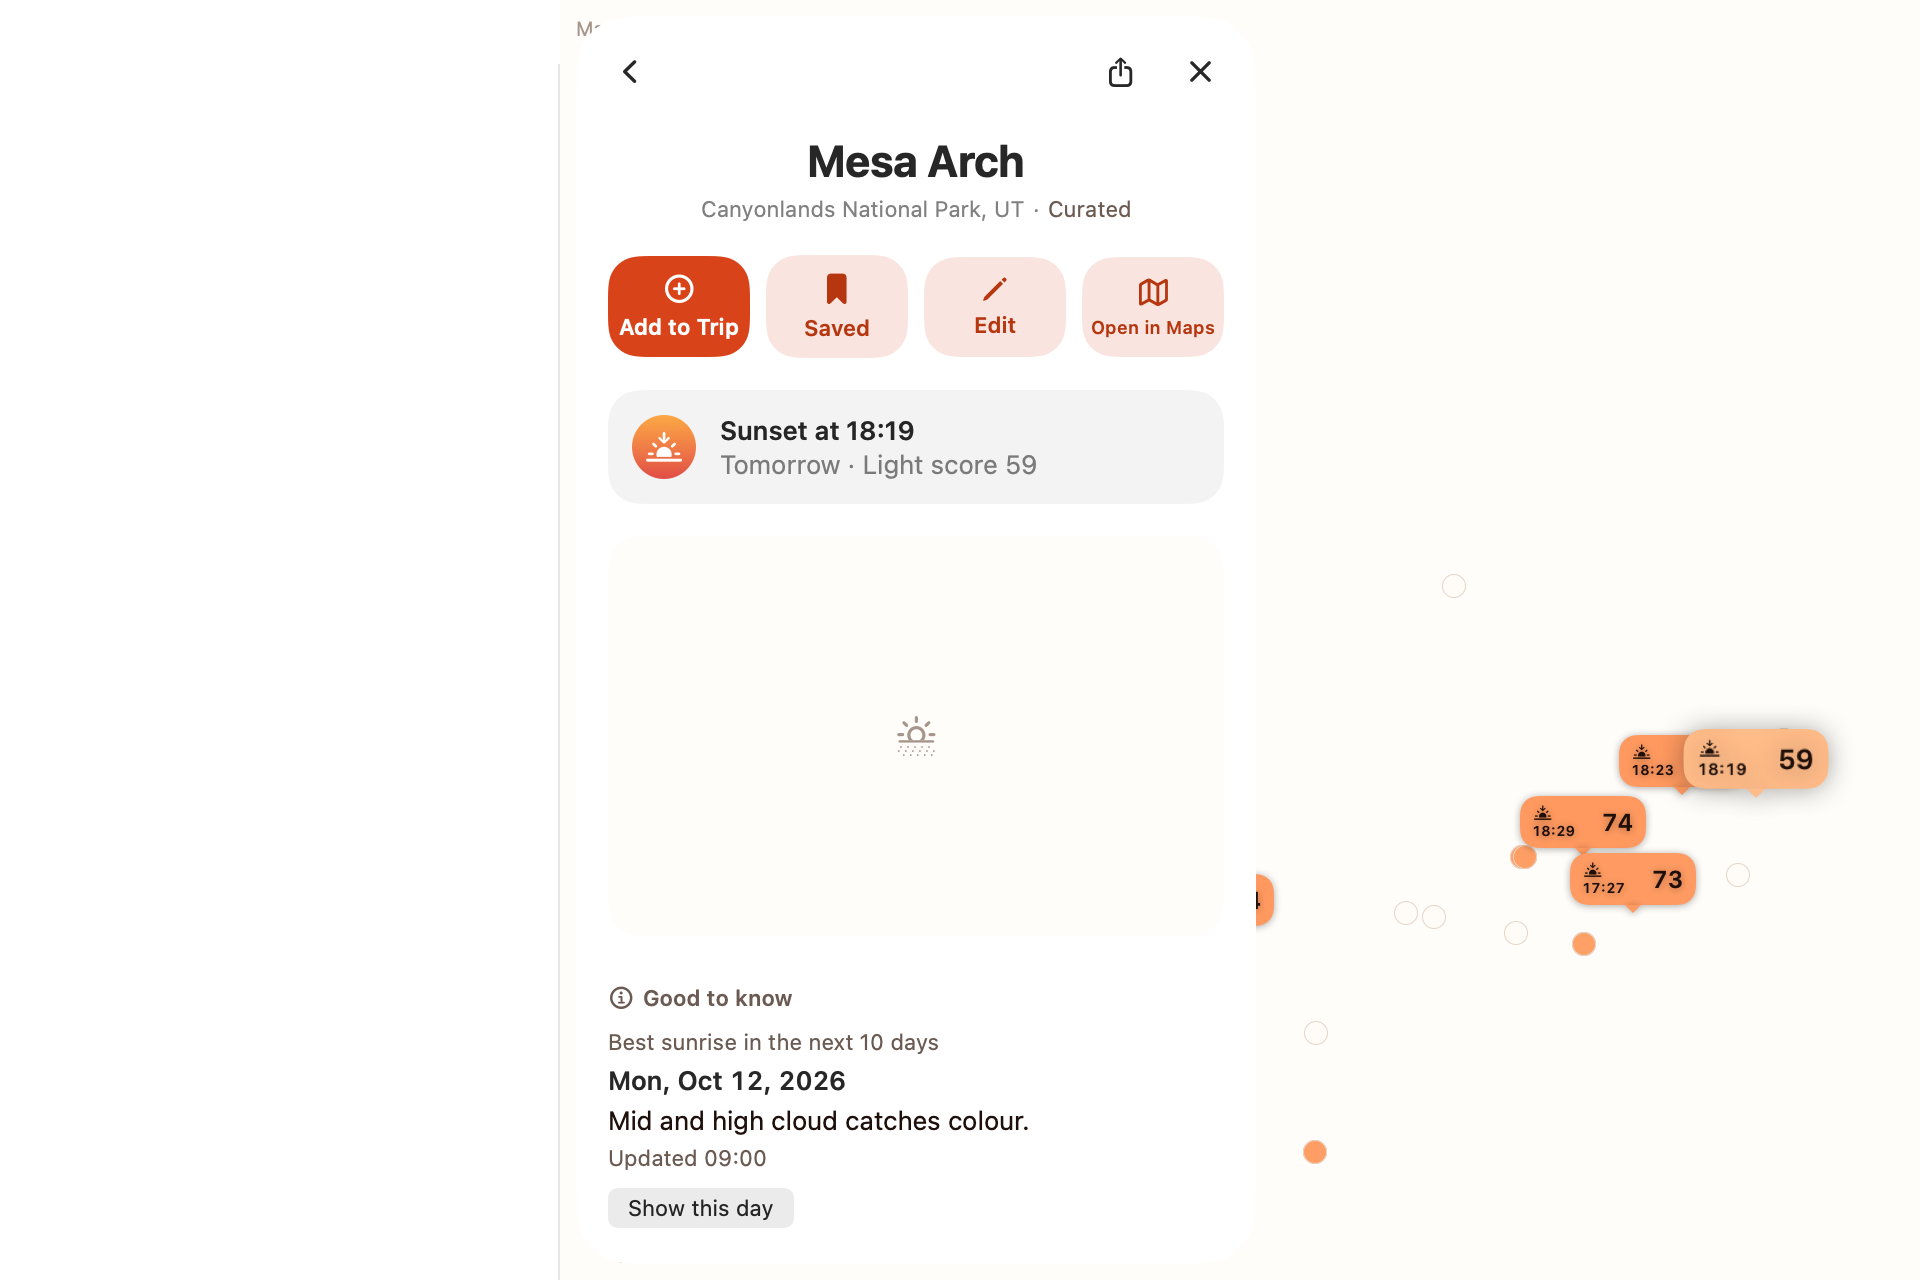 Mesa Arch
Canyonlands National Park, UT · Curated
Add to Trip
Saved
Edit
Open in Maps
Sunset at 18:19
Tomorrow · Light score 59
Good to know
Best sunrise in the next 10 days
Mon, Oct 12, 2026
Mid and high cloud catches colour.
Updated 09:00
Show this day
18:23
18:19 59
18:29 74
17:27 73